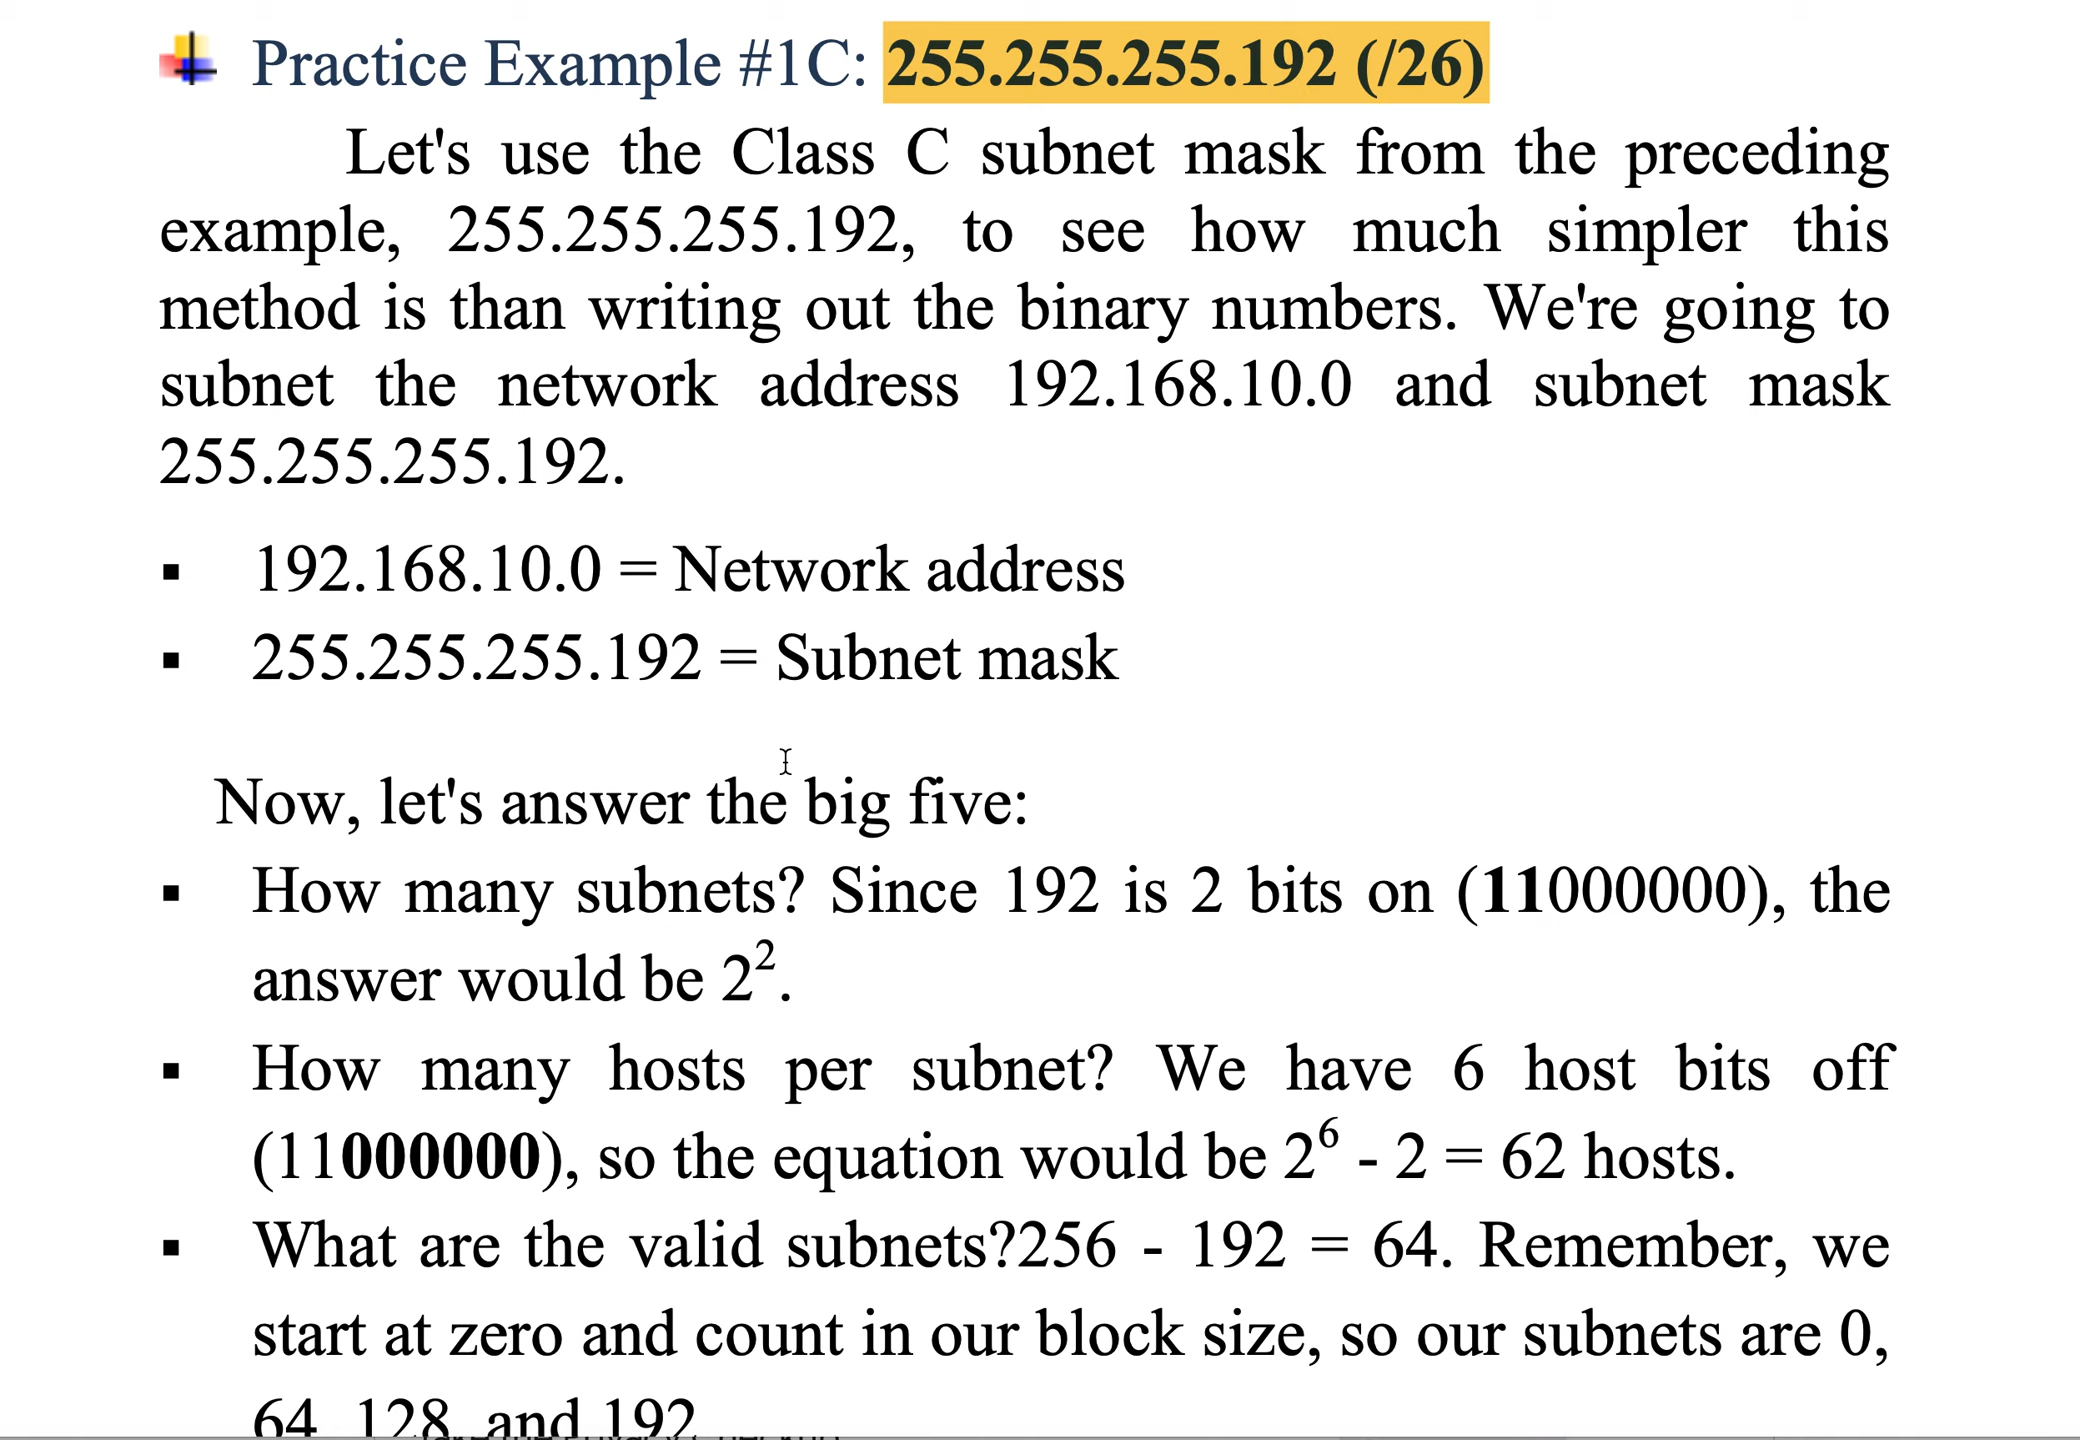 Practice Example #1C: 255.255.255.192 (/26)
Let's use the Class C subnet mask from the preceding
example, 255.255.255.192, to see how much simpler this
method is than writing out the binary numbers. We're going to
subnet the network address 192.168.10.0 and subnet mask
255.255.255.192.
▪ 192.168.10.0 = Network address
▪ 255.255.255.192 = Subnet mask
Now, let's answer the big five:
▪ How many subnets? Since 192 is 2 bits on (11000000), the
answer would be 2².
▪ How many hosts per subnet? We have 6 host bits off
(11000000), so the equation would be 2⁶ - 2 = 62 hosts.
▪ What are the valid subnets?256 - 192 = 64. Remember, we
start at zero and count in our block size, so our subnets are 0,
64, 128, and 192